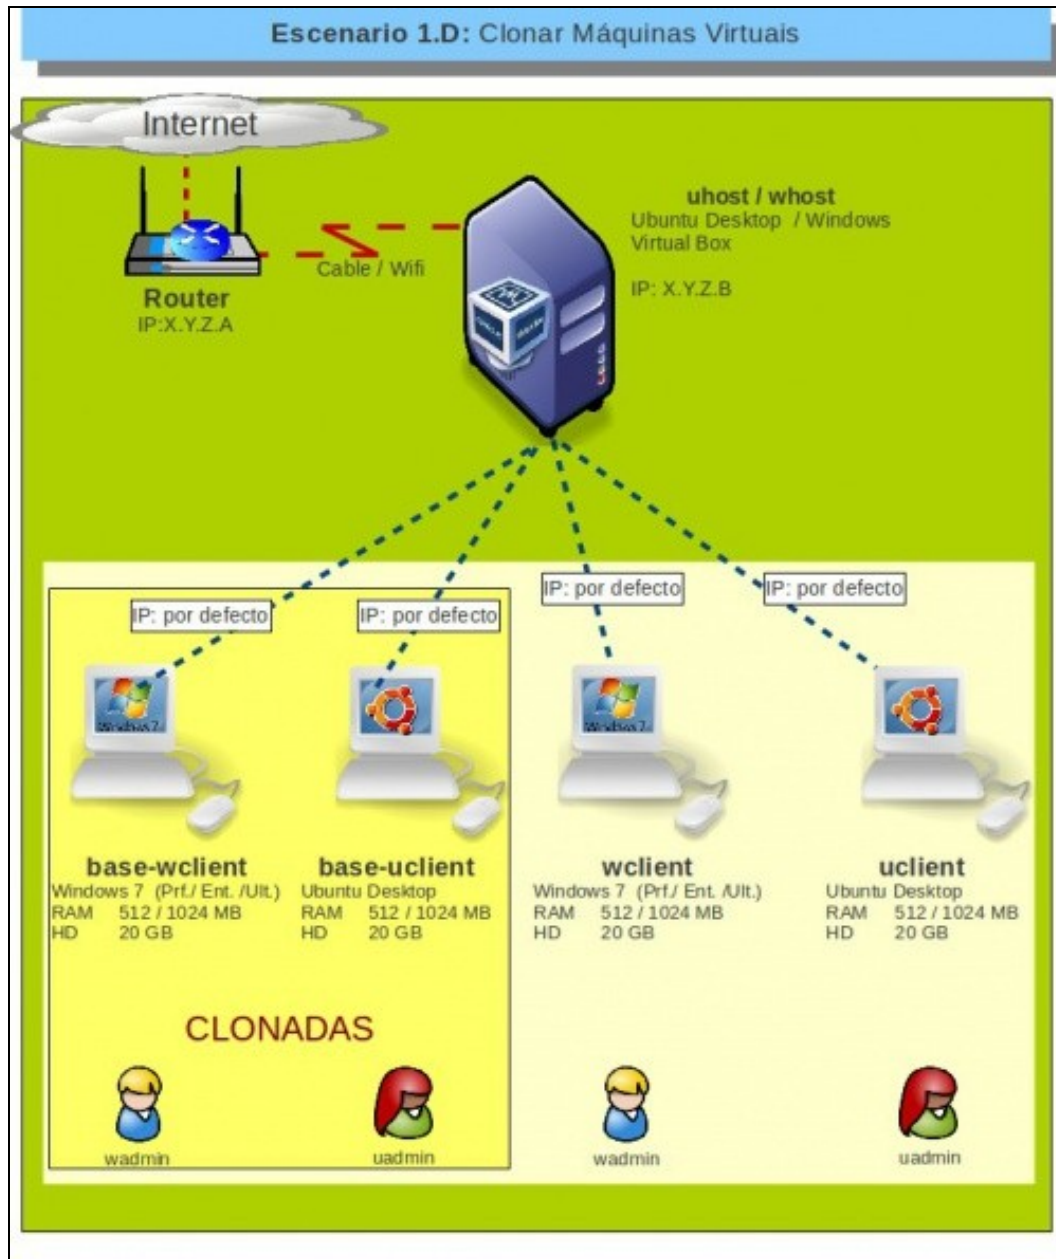 Escenario 1.D: Clonar Máquinas Virtuais
Internet
uhost / whost
Ubuntu Desktop / Windows
Virtual Box
IP: X.Y.Z.B
Cable / Wifi
Router
IP:X.Y.Z.A
IP: por defecto
IP: por defecto
IP: por defecto
IP: por defecto
Windows 7
Windows 7
base-wclient
Windows 7 (Prf./ Ent. /Ult.)
RAM 512 / 1024 MB
HD 20 GB
base-uclient
Ubuntu Desktop
RAM 512 / 1024 MB
HD 20 GB
wclient
Windows 7 (Prf./ Ent. /Ult.)
RAM 512 / 1024 MB
HD 20 GB
uclient
Ubuntu Desktop
RAM 512 / 1024 MB
HD 20 GB
CLONADAS
wadmin
uadmin
wadmin
uadmin